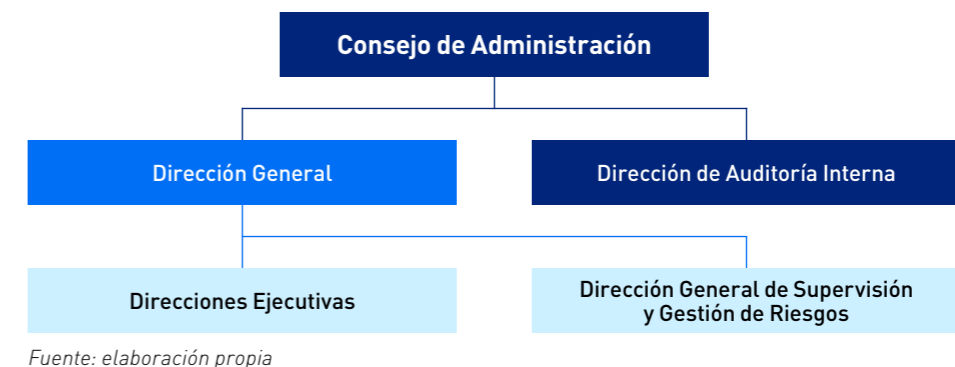 Consejo de Administración
Dirección General
Dirección de Auditoría Interna
Direcciones Ejecutivas
Dirección General de Supervisión
y Gestión de Riesgos
Fuente: elaboración propia